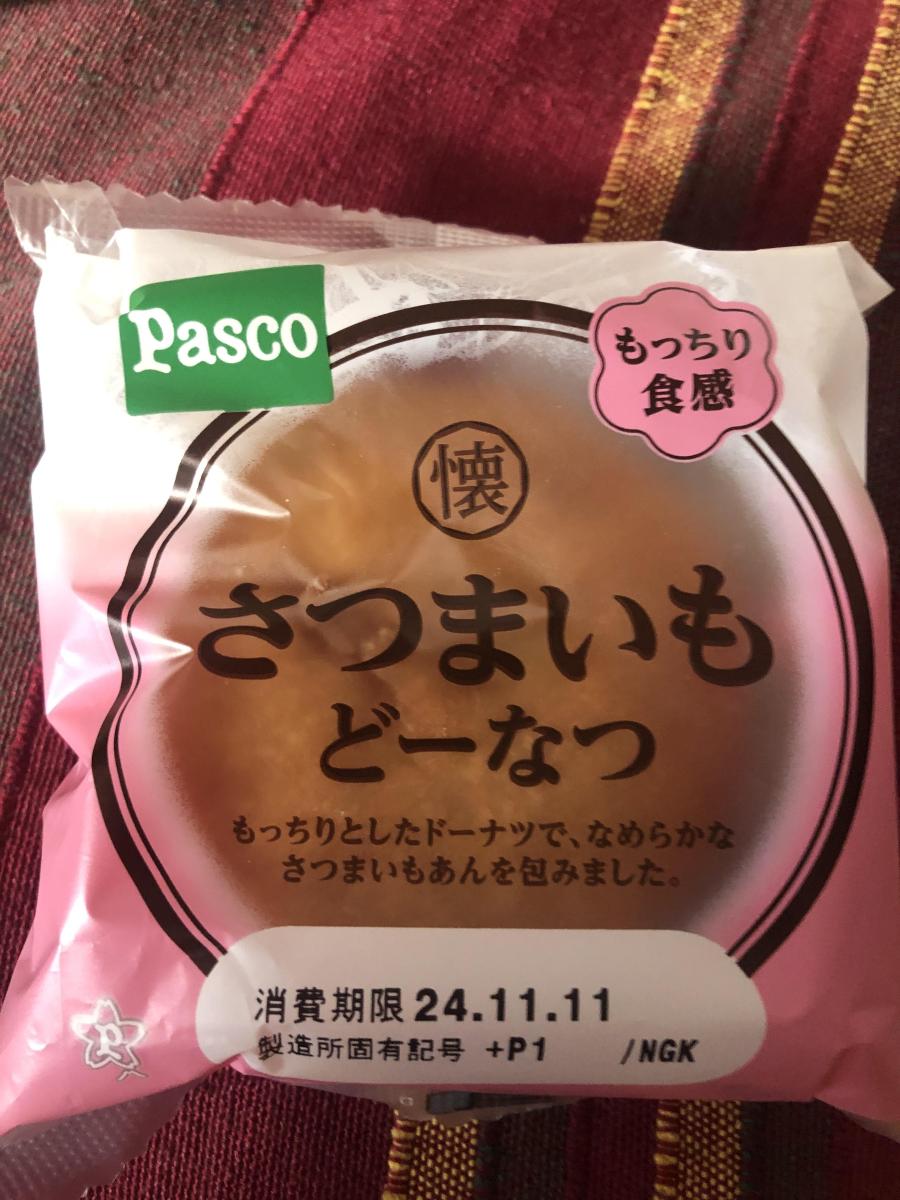 Pasco
もっちり
食感
懐
さつまいも
どーなつ
もっちりとしたドーナツで、なめらかな
さつまいもあんを包みました。
消費期限 24.11.11
製造所固有記号 +P1 /NGK
P